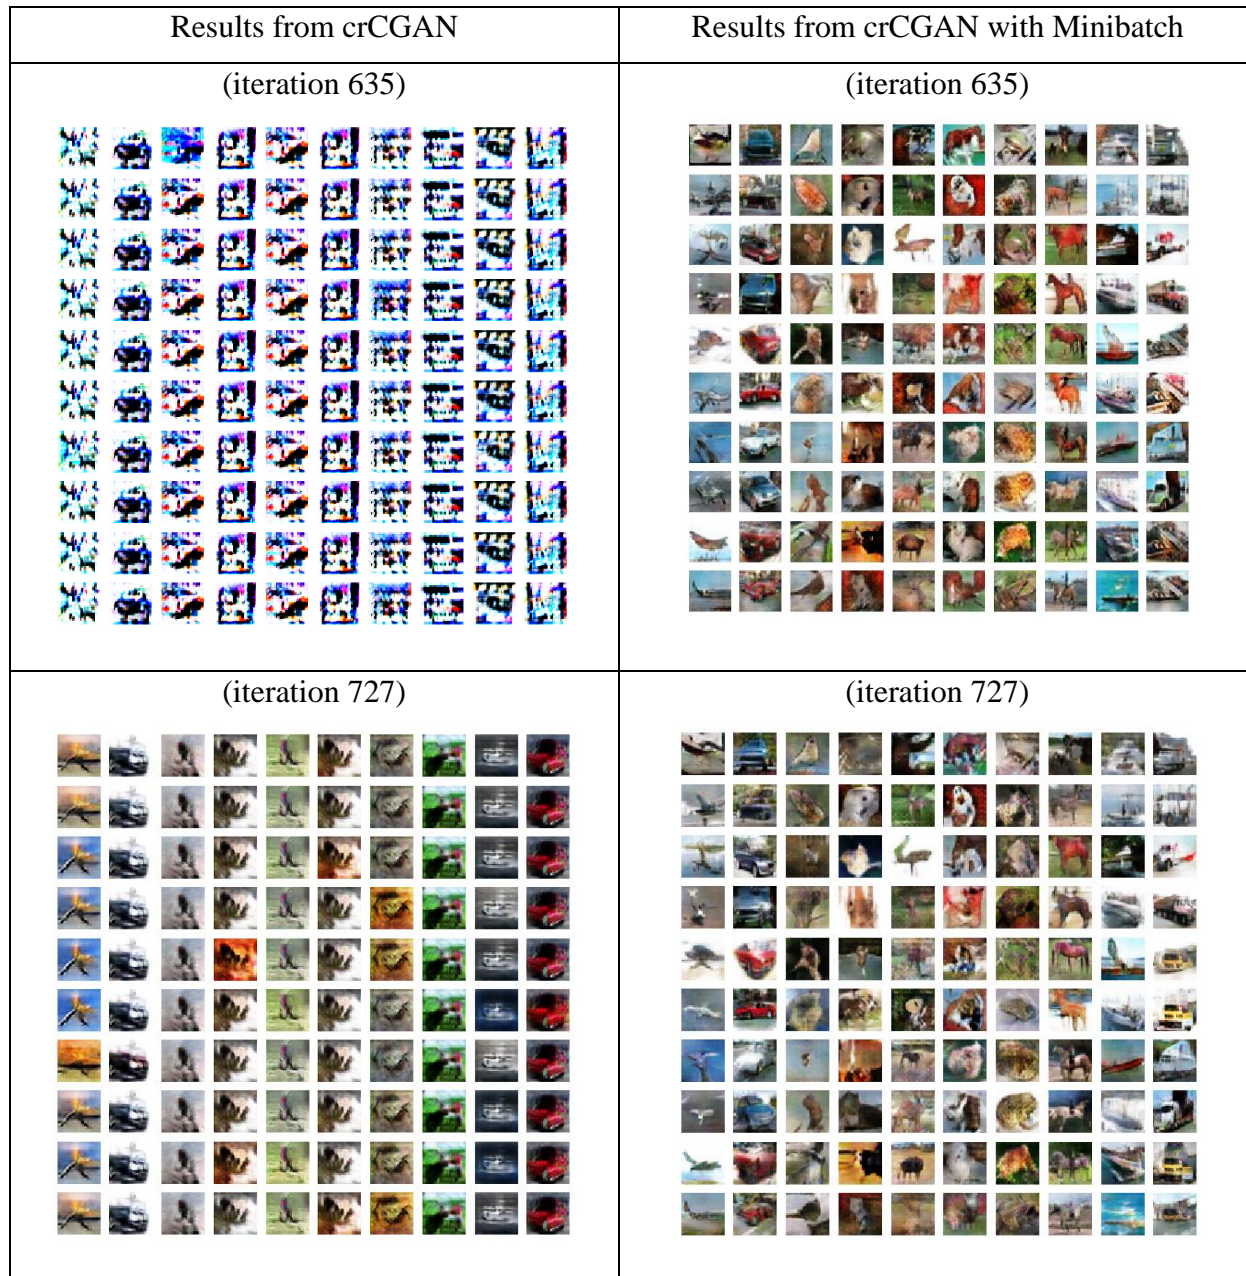 Results from crCGAN
Results from crCGAN with Minibatch
(iteration 635)
(iteration 635)
(iteration 727)
(iteration 727)